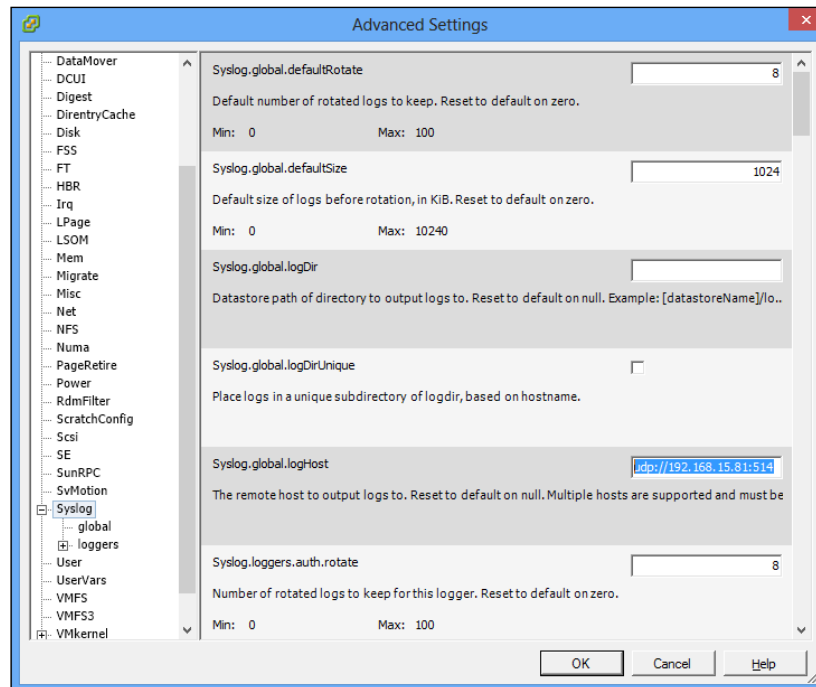 Advanced Settings
DataMover
DCUI
Digest
DirentryCache
Disk
FSS
FT
HBR
Irq
LPage
LSOM
Mem
Migrate
Misc
Net
NFS
Numa
PageRetire
Power
RdmFilter
ScratchConfig
Scsi
SE
SunRPC
SvMotion
Syslog
global
loggers
User
UserVars
VMFS
VMFS3
VMkernel
Syslog.global.defaultRotate 8
Default number of rotated logs to keep. Reset to default on zero.
Min: 0 Max: 100
Syslog.global.defaultSize 1024
Default size of logs before rotation, in KiB. Reset to default on zero.
Min: 0 Max: 10240
Syslog.global.logDir
Datastore path of directory to output logs to. Reset to default on null. Example: [datastoreName]/lo..
Syslog.global.logDirUnique
Place logs in a unique subdirectory of logdir, based on hostname.
Syslog.global.logHost udp://192.168.15.81:514
The remote host to output logs to. Reset to default on null. Multiple hosts are supported and must be
Syslog.loggers.auth.rotate 8
Number of rotated logs to keep for this logger. Reset to default on zero.
Min: 0 Max: 100
OK Cancel Help